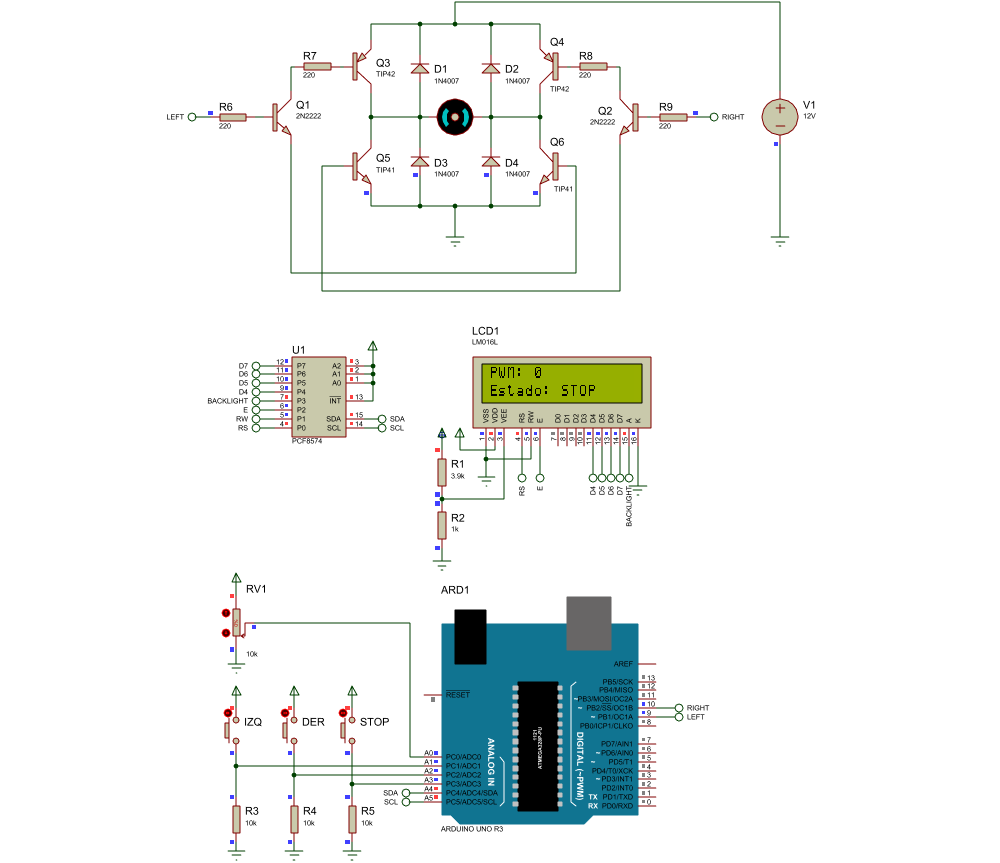 Q4
R7
Q3
TIP42
220
D1
1N4007
D2
1N4007
R8
220
TIP42
Q1
2N2222
R6
220
LEFT
Q2
2N2222
R9
220
RIGHT
V1
12V
Q5
TIP41
D3
1N4007
D4
1N4007
Q6
TIP41
LCD1
LM016L
PWM: 0
Estado: STOP
VSS VDD VEE RS RW E D0 D1 D2 D3 D4 D5 D6 D7 A K
1 2 3 4 5 6 7 8 9 10 11 12 13 14 15 16
RS E D4 D5 D6 D7 BACKLIGHT
U1
D7 12 P7 A2 3
D6 11 P6 A1 2
D5 10 P5 A0 1
D4 9 P4
BACKLIGHT 7 P3 INT 13
E 6 P2
RW 5 P1 SDA 15 SDA
RS 4 P0 SCL 14 SCL
PCF8574
R1
3.9k
R2
1k
RV1
0%
10k
IZQ
DER
STOP
R3
10k
R4
10k
R5
10k
ARD1
AREF
RESET
PB5/SCK 13
PB4/MISO 12
~PB3/MOSI/OC2A 11
~ PB2/SS/OC1B 10 RIGHT
~ PB1/OC1A 9 LEFT
PB0/ICP1/CLKO 8
PD7/AIN1 7
~ PD6/AIN0 6
~ PD5/T1 5
PD4/T0/XCK 4
~ PD3/INT1 3
PD2/INT0 2
TX PD1/TXD 1
RX PD0/RXD 0
A0 PC0/ADC0
A1 PC1/ADC1
A2 PC2/ADC2
A3 PC3/ADC3
SDA A4 PC4/ADC4/SDA
SCL A5 PC5/ADC5/SCL
ANALOG IN
ATMEGA328P-PU
1121
DIGITAL (~PWM)
ARDUINO UNO R3